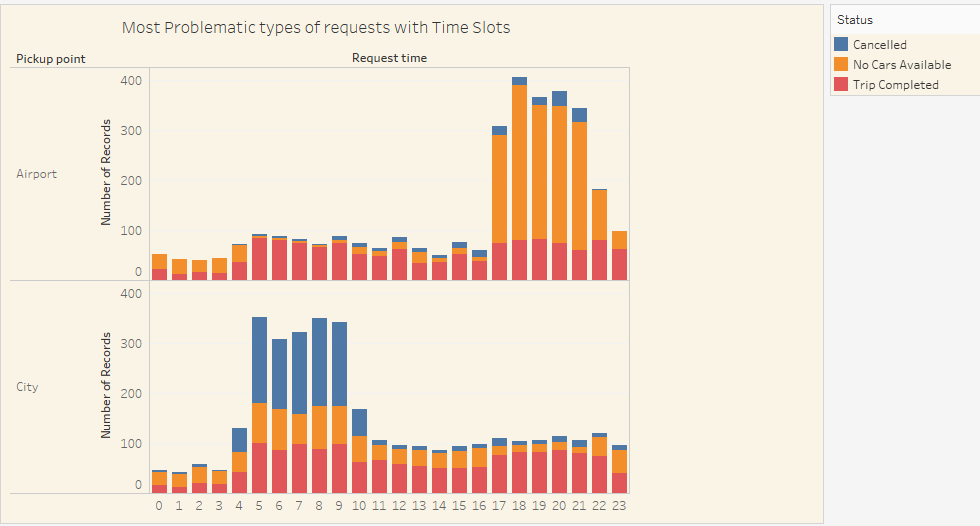 Most Problematic types of requests with Time Slots
Pickup point
Request time
Airport
Number of Records
400
300
200
100
0
City
Number of Records
400
300
200
100
0
0 1 2 3 4 5 6 7 8 9 10 11 12 13 14 15 16 17 18 19 20 21 22 23
Status
Cancelled
No Cars Available
Trip Completed